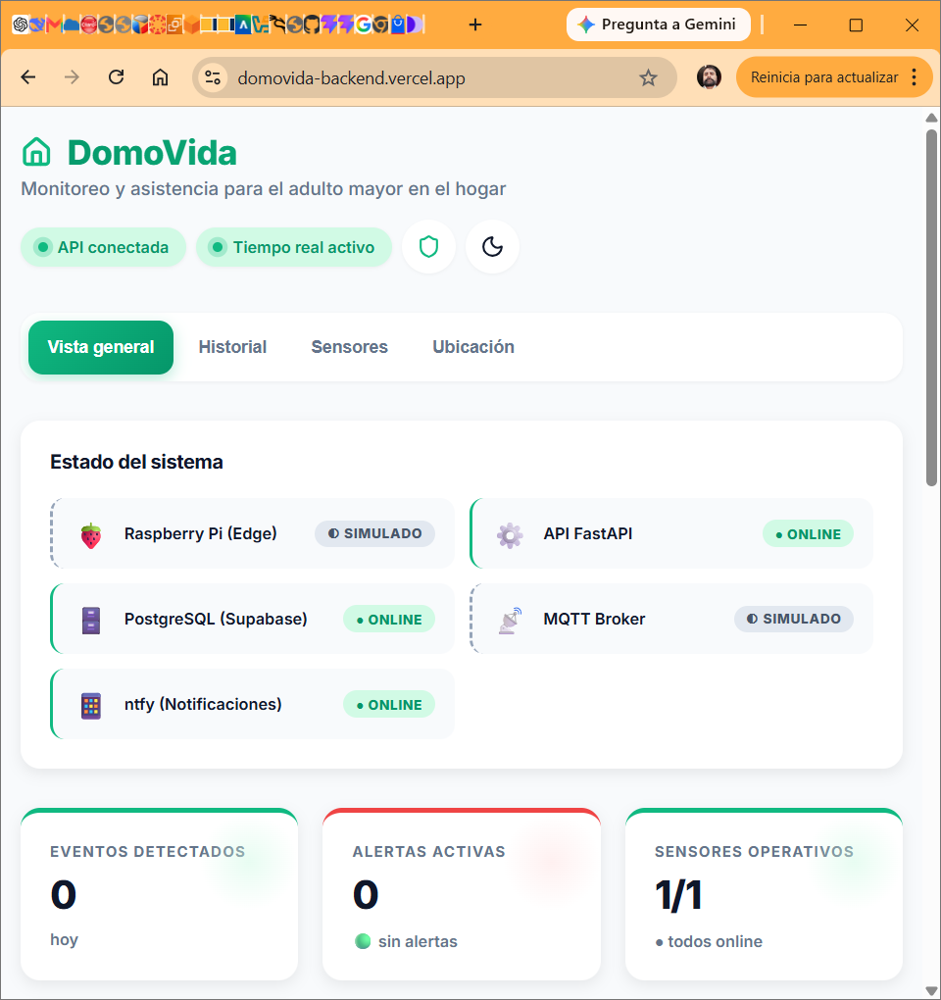 Pregunta a Gemini
domovida-backend.vercel.app
Reinicia para actualizar
DomoVida
Monitoreo y asistencia para el adulto mayor en el hogar
API conectada
Tiempo real activo
Vista general
Historial
Sensores
Ubicación
Estado del sistema
Raspberry Pi (Edge)
SIMULADO
API FastAPI
ONLINE
PostgreSQL (Supabase)
ONLINE
MQTT Broker
SIMULADO
ntfy (Notificaciones)
ONLINE
EVENTOS DETECTADOS
0
hoy
ALERTAS ACTIVAS
0
sin alertas
SENSORES OPERATIVOS
1/1
todos online